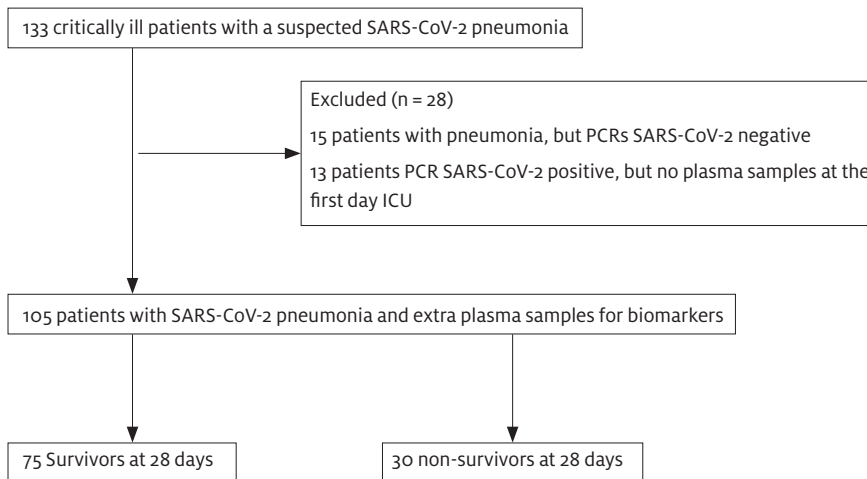 133 critically ill patients with a suspected SARS-CoV-2 pneumonia
Excluded (n = 28)
15 patients with pneumonia, but PCRs SARS-CoV-2 negative
13 patients PCR SARS-CoV-2 positive, but no plasma samples at the
first day ICU
105 patients with SARS-CoV-2 pneumonia and extra plasma samples for biomarkers
75 Survivors at 28 days
30 non-survivors at 28 days